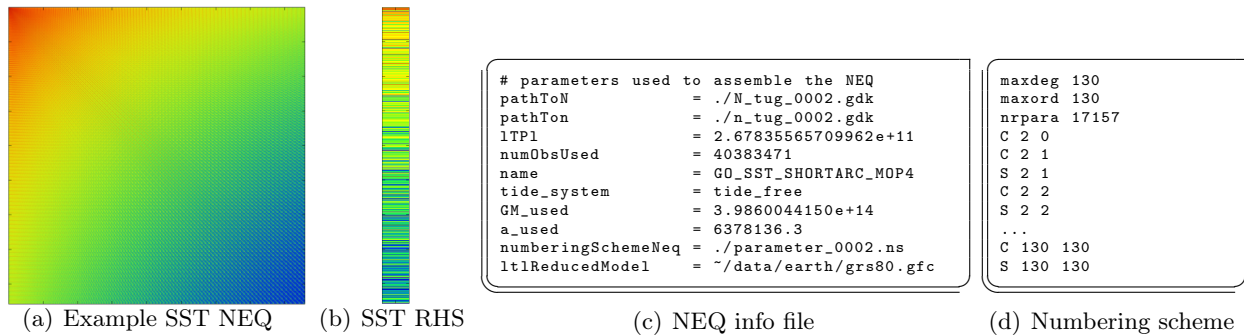 # parameters used to assemble the NEQ
pathToN = ./N_tug_0002.gdk
pathTon = ./n_tug_0002.gdk
lTPl = 2.67835565709962e+11
numObsUsed = 40383471
name = GO_SST_SHORTARC_MOP4
tide_system = tide_free
GM_used = 3.9860044150e+14
a_used = 6378136.3
numberingSchemeNeq = ./parameter_0002.ns
ltlReducedModel = ~/data/earth/grs80.gfc
maxdeg 130
maxord 130
nrpara 17157
C 2 0
C 2 1
S 2 1
C 2 2
S 2 2
...
C 130 130
S 130 130
(a) Example SST NEQ
(b) SST RHS
(c) NEQ info file
(d) Numbering scheme